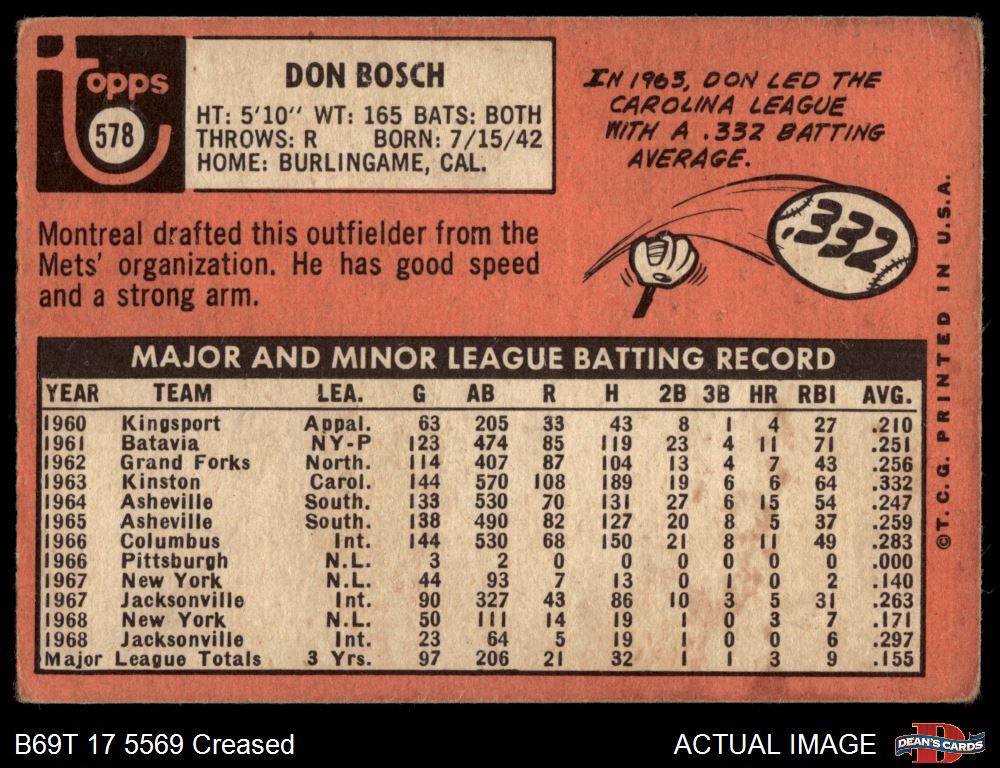 Topps
578
DON BOSCH
HT: 5'10" WT: 165 BATS: BOTH
THROWS: R BORN: 7/15/42
HOME: BURLINGAME, CAL.
IN 1963, DON LED THE
CAROLINA LEAGUE
WITH A .332 BATTING
AVERAGE.
.332
Montreal drafted this outfielder from the
Mets' organization. He has good speed
and a strong arm.
MAJOR AND MINOR LEAGUE BATTING RECORD
YEAR TEAM LEA. G AB R H 2B 3B HR RBI AVG.
1960 Kingsport Appal. 63 205 33 43 8 1 4 27 .210
1961 Batavia NY-P 123 474 85 119 23 4 11 71 .251
1962 Grand Forks North. 114 407 87 104 13 4 7 43 .256
1963 Kinston Carol. 144 570 108 189 19 6 6 64 .332
1964 Asheville South. 133 530 70 131 27 6 15 54 .247
1965 Asheville South. 138 490 82 127 20 8 5 37 .259
1966 Columbus Int. 144 530 68 150 21 8 11 49 .283
1966 Pittsburgh N.L. 3 2 0 0 0 0 0 0 .000
1967 New York N.L. 44 93 7 13 0 1 0 2 .140
1967 Jacksonville Int. 90 327 43 86 10 3 5 31 .263
1968 New York N.L. 50 111 14 19 1 0 3 7 .171
1968 Jacksonville Int. 23 64 5 19 1 0 0 6 .297
Major League Totals 3 Yrs. 97 206 21 32 1 1 3 9 .155
©T.C.G. PRINTED IN U.S.A.
B69T 17 5569 Creased
ACTUAL IMAGE
DEAN'S CARDS